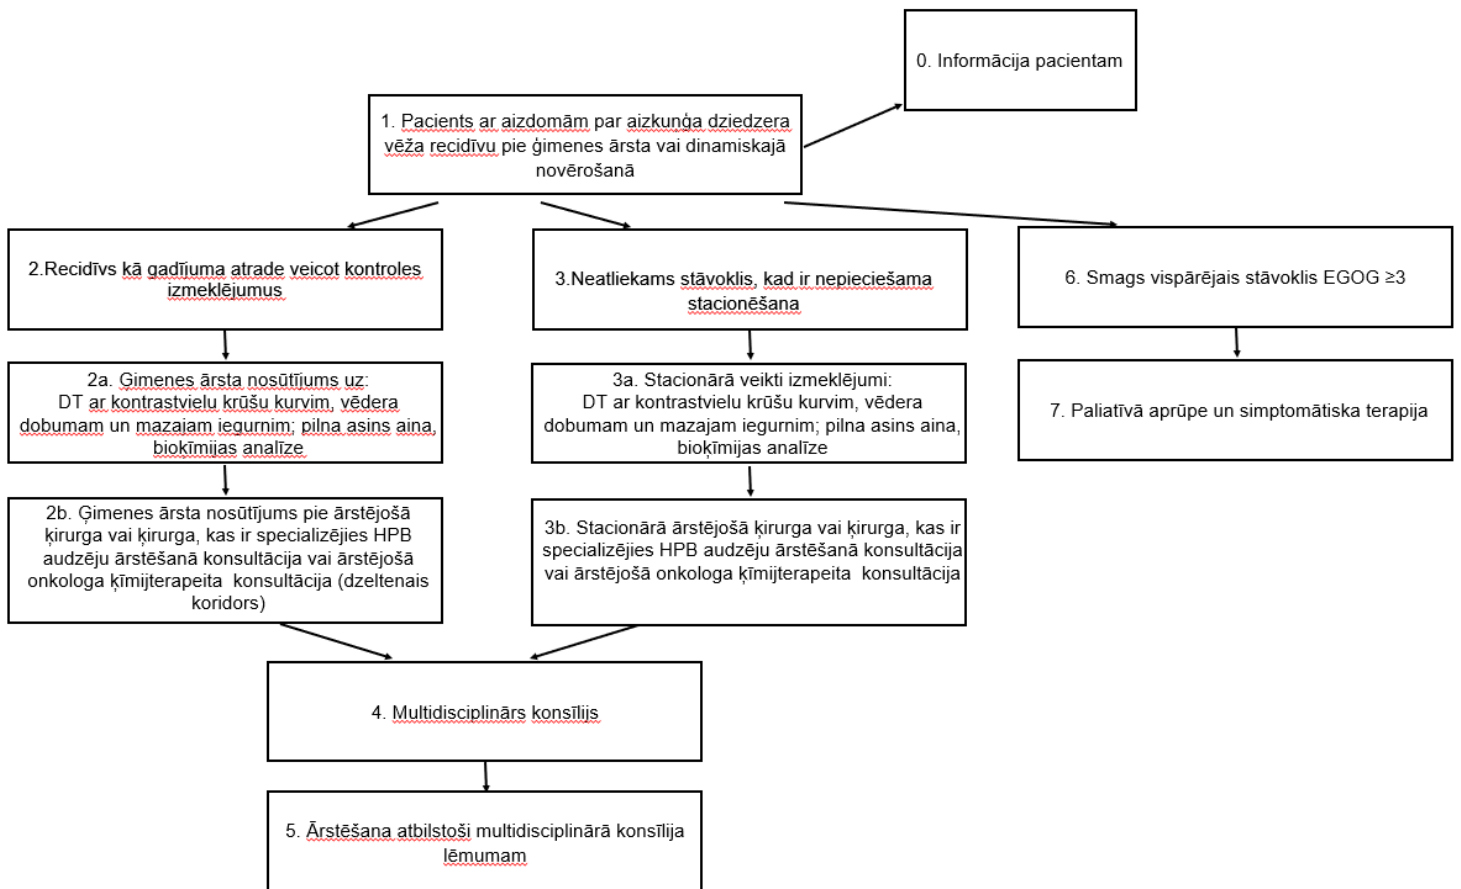 0. Informācija pacientam
1. Pacients ar aizdomām par aizkuņģa dziedzera
vēža recidīvu pie ģimenes ārsta vai dinamiskajā
novērošanā
2.Recidīvs kā gadījuma atrade veicot kontroles
izmeklējumus
3.Neatliekams stāvoklis, kad ir nepieciešama
stacionēšana
6. Smags vispārējais stāvoklis EGOG ≥3
2a. Ģimenes ārsta nosūtījums uz:
DT ar kontrastvielu krūšu kurvim, vēdera
dobumam un mazajam iegurnim; pilna asins aina,
bioķīmijas analīze
3a. Stacionārā veikti izmeklējumi:
DT ar kontrastvielu krūšu kurvim, vēdera
dobumam un mazajam iegurnim; pilna asins aina,
bioķīmijas analīze
7. Paliatīvā aprūpe un simptomātiska terapija
2b. Ģimenes ārsta nosūtījums pie ārstējošā
ķirurga vai ķirurga, kas ir specializējies HPB
audzēju ārstēšanā konsultācija vai ārstējošā
onkologa ķīmijterapeita konsultācija (dzeltenais
koridors)
3b. Stacionārā ārstējošā ķirurga vai ķirurga, kas ir
specializējies HPB audzēju ārstēšanā konsultācija
vai ārstējošā onkologa ķīmijterapeita konsultācija
4. Multidisciplinārs konsīlijs
5. Ārstēšana atbilstoši multidisciplinārā konsīlija
lēmumam